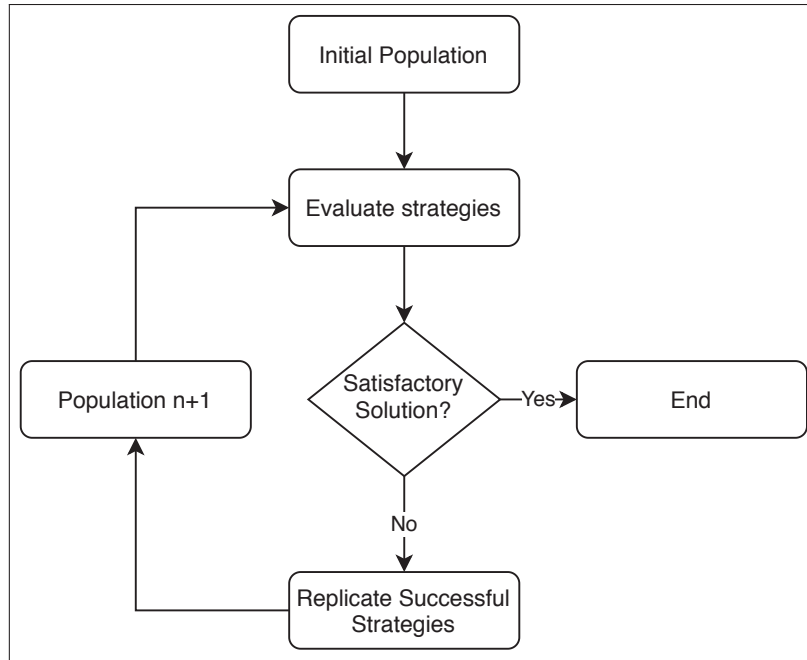 Initial Population
Evaluate strategies
Satisfactory
Solution?
Yes
End
Population n+1
No
Replicate Successful
Strategies